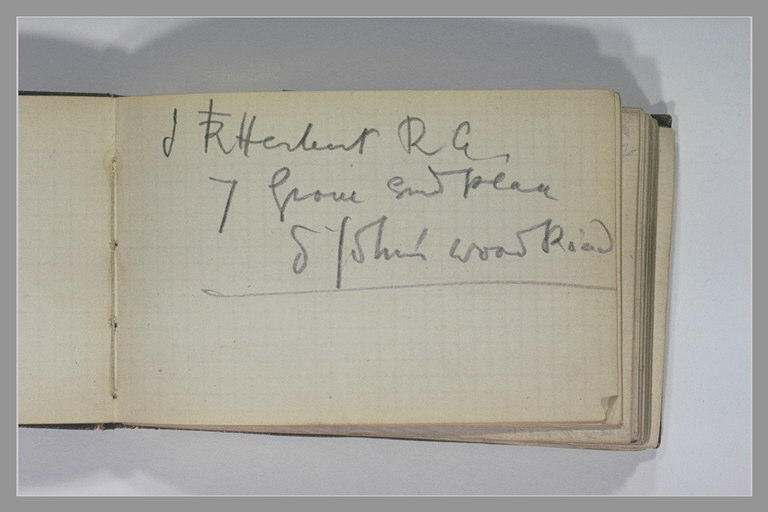 J R Herbert R A
7 Grove End place
St John's wood Road